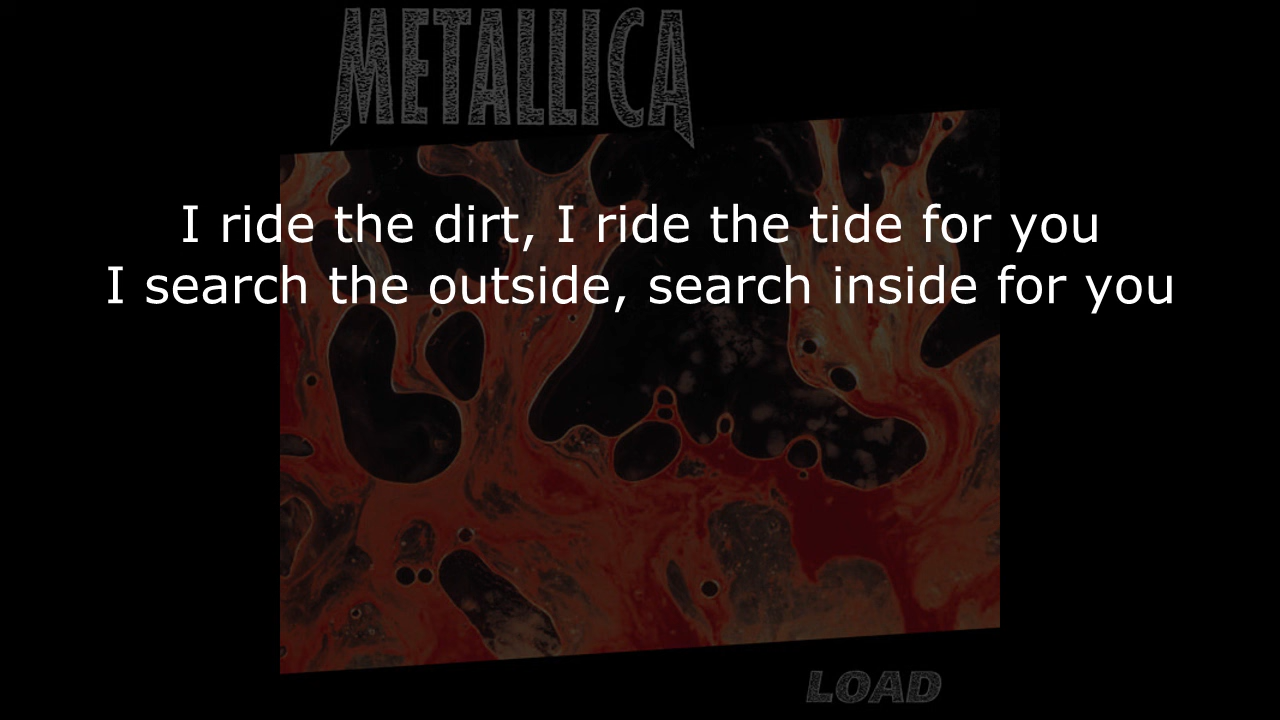 METALLICA
I ride the dirt, I ride the tide for you
I search the outside, search inside for you
LOAD